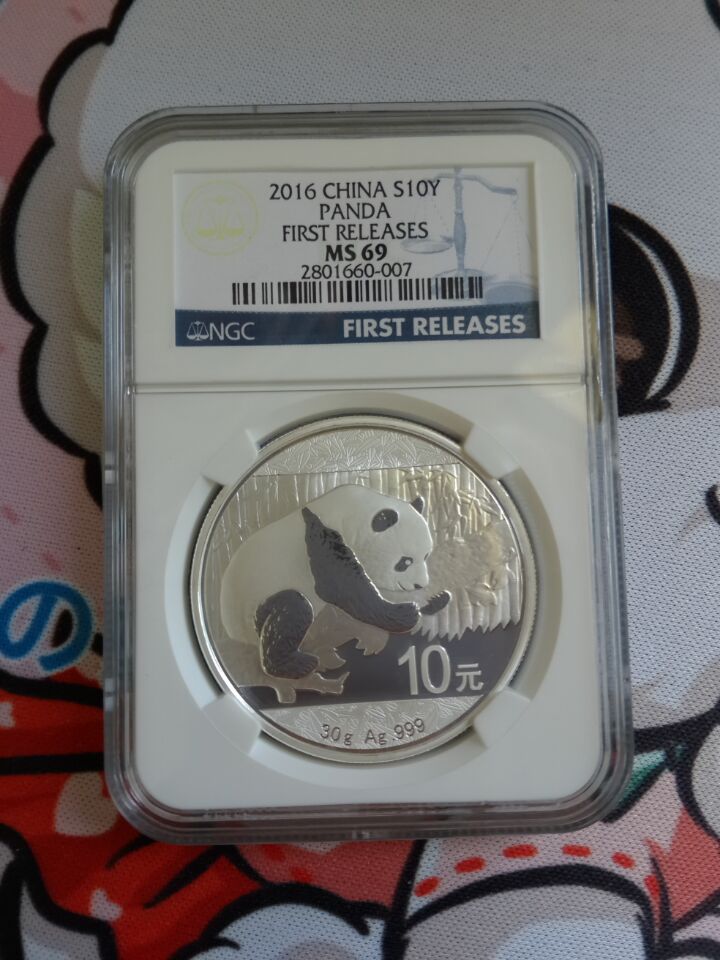 2016 CHINA S10Y
PANDA
FIRST RELEASES
MS 69
2801660-007
NGC
FIRST RELEASES
10元
30g Ag.999
の